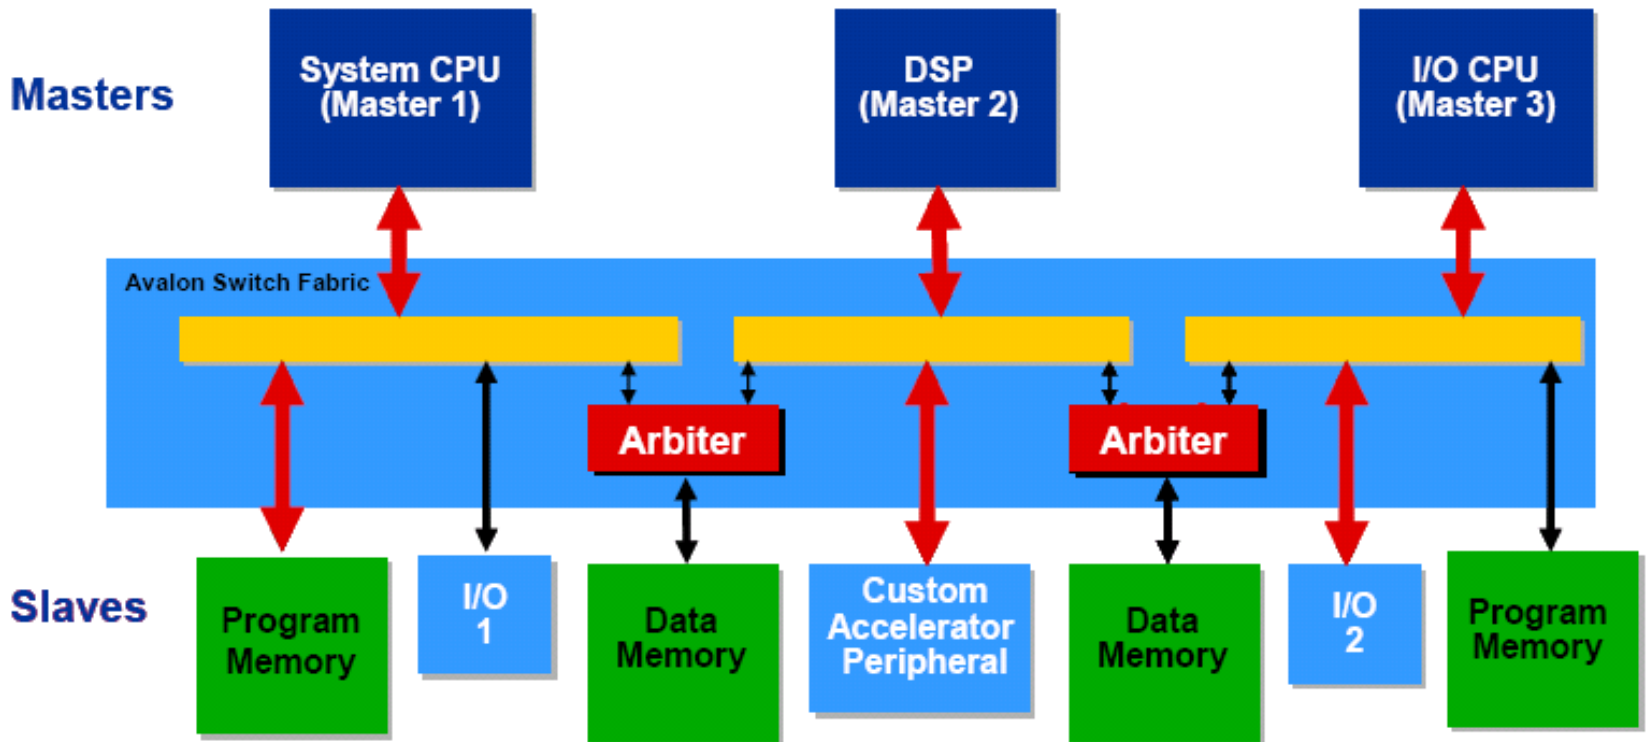 Masters
System CPU
(Master 1)
DSP
(Master 2)
I/O CPU
(Master 3)
Avalon Switch Fabric
Arbiter
Arbiter
Slaves
Program
Memory
I/O
1
Data
Memory
Custom
Accelerator
Peripheral
Data
Memory
I/O
2
Program
Memory